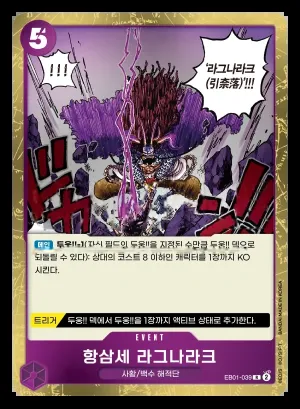 5
!!!
'라그나라크
(引奈落)'!!!
메인 두웅!!-1(자신 필드의 두웅!!을 지정된 수만큼 두웅!! 덱으로
되돌릴 수 있다): 상대의 코스트 8 이하인 캐릭터를 1장까지 KO
시킨다.
트리거 두웅!! 덱에서 두웅!!을 1장까지 액티브 상태로 추가한다.
EVENT
항삼세 라그나라크
사황/백수 해적단
EB01-039 R 2